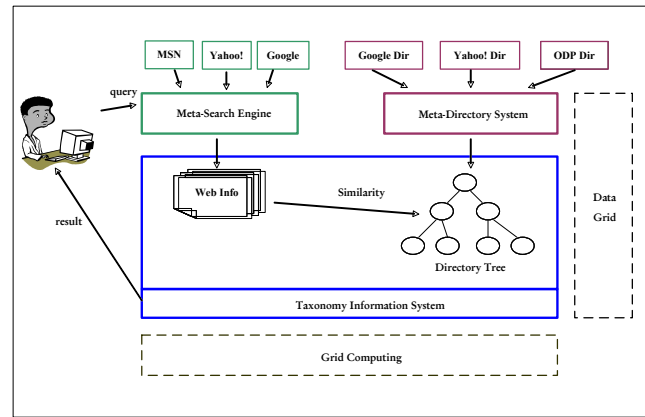 MSN
Yahoo!
Google
Google Dir
Yahoo! Dir
ODP Dir
query
Meta-Search Engine
Meta-Directory System
Web Info
Similarity
Data
Grid
result
Directory Tree
Taxonomy Information System
Grid Computing